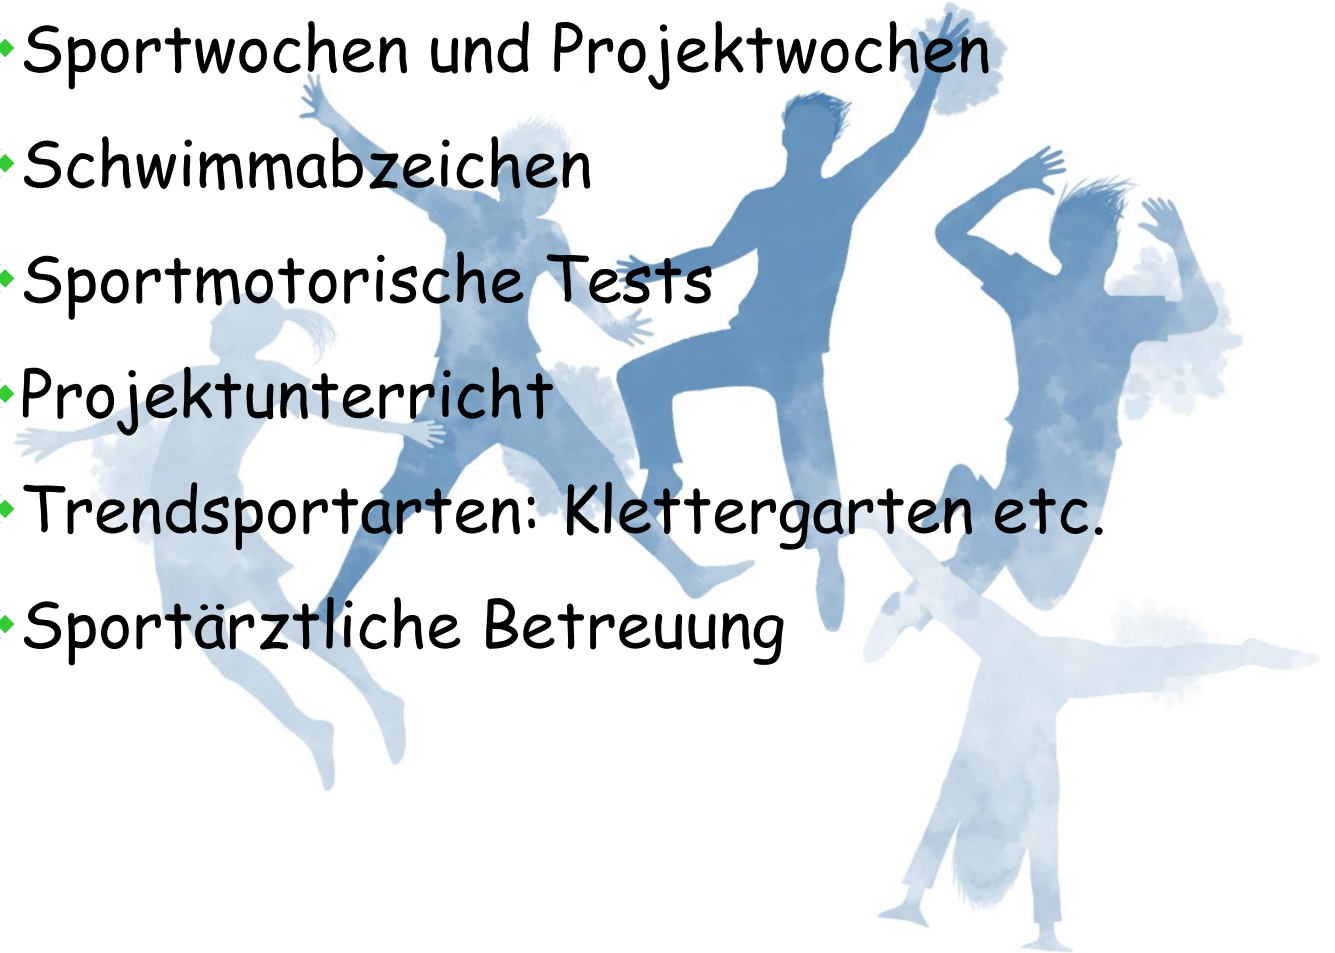 Sportwochen und Projektwochen
Schwimmabzeichen
Sportmotorische Tests
Projektunterricht
Trendsportarten: Klettergarten etc.
Sportärztliche Betreuung